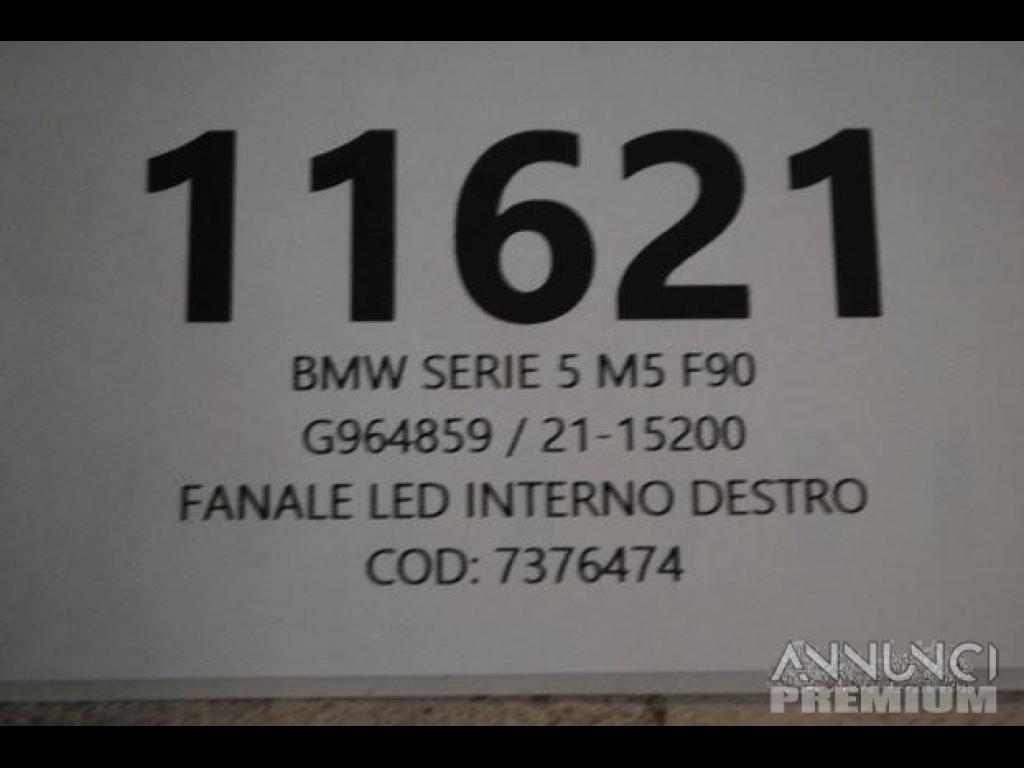 11621
BMW SERIE 5 M5 F90
G964859 / 21-15200
FANALE LED INTERNO DESTRO
COD: 7376474
ANNUNCI
PREMIUM